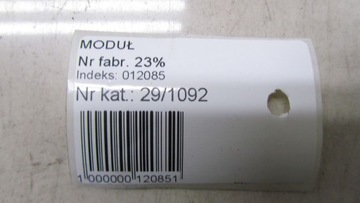 MODUŁ
Nr fabr. 23%
Indeks: 012085
Nr kat.: 29/1092
1 000000 120851